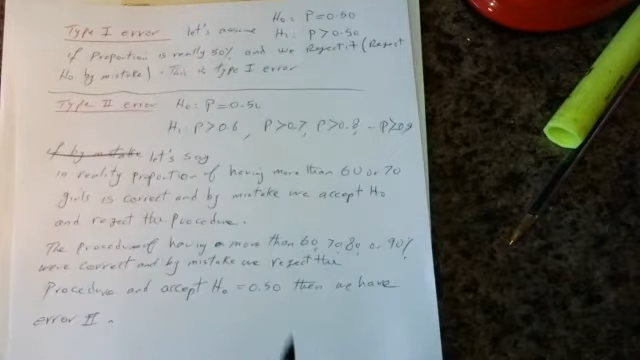 Type I error let's assume H0: P=0.50
H1: P>0.50
if Proportion is really 50% and we Reject it (Reject
H0 by mistake). This is type I error
Type II error H0: P=0.50
H1: P>0.6, P>0.7, P>0.8, - P>0.9
if by mistake let's say
in reality proportion of having more than 60 or 70
girls is correct and by mistake we accept H0
and reject the procedure.
The procedure of having a more than 60, 70, 80, or 90%
were correct and by mistake we reject the
Procedure and accept H0 = 0.50 then we have
error II.